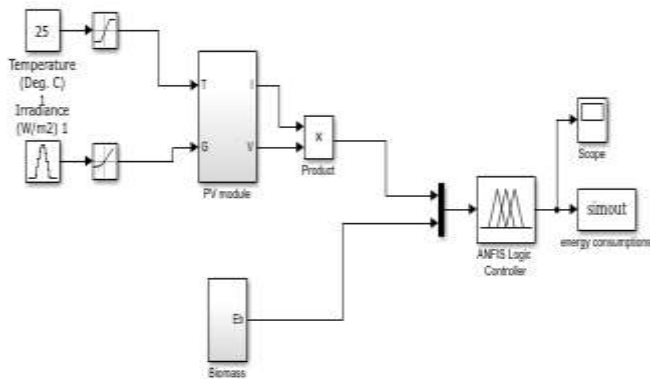 25
Temperature
(Deg. C)
1
Irradiance
(W/m2) 1
T
I
G
V
PV module
x
Product
Scope
simout
energy consumptions
ANFIS Logic
Controller
Eb
Biomass